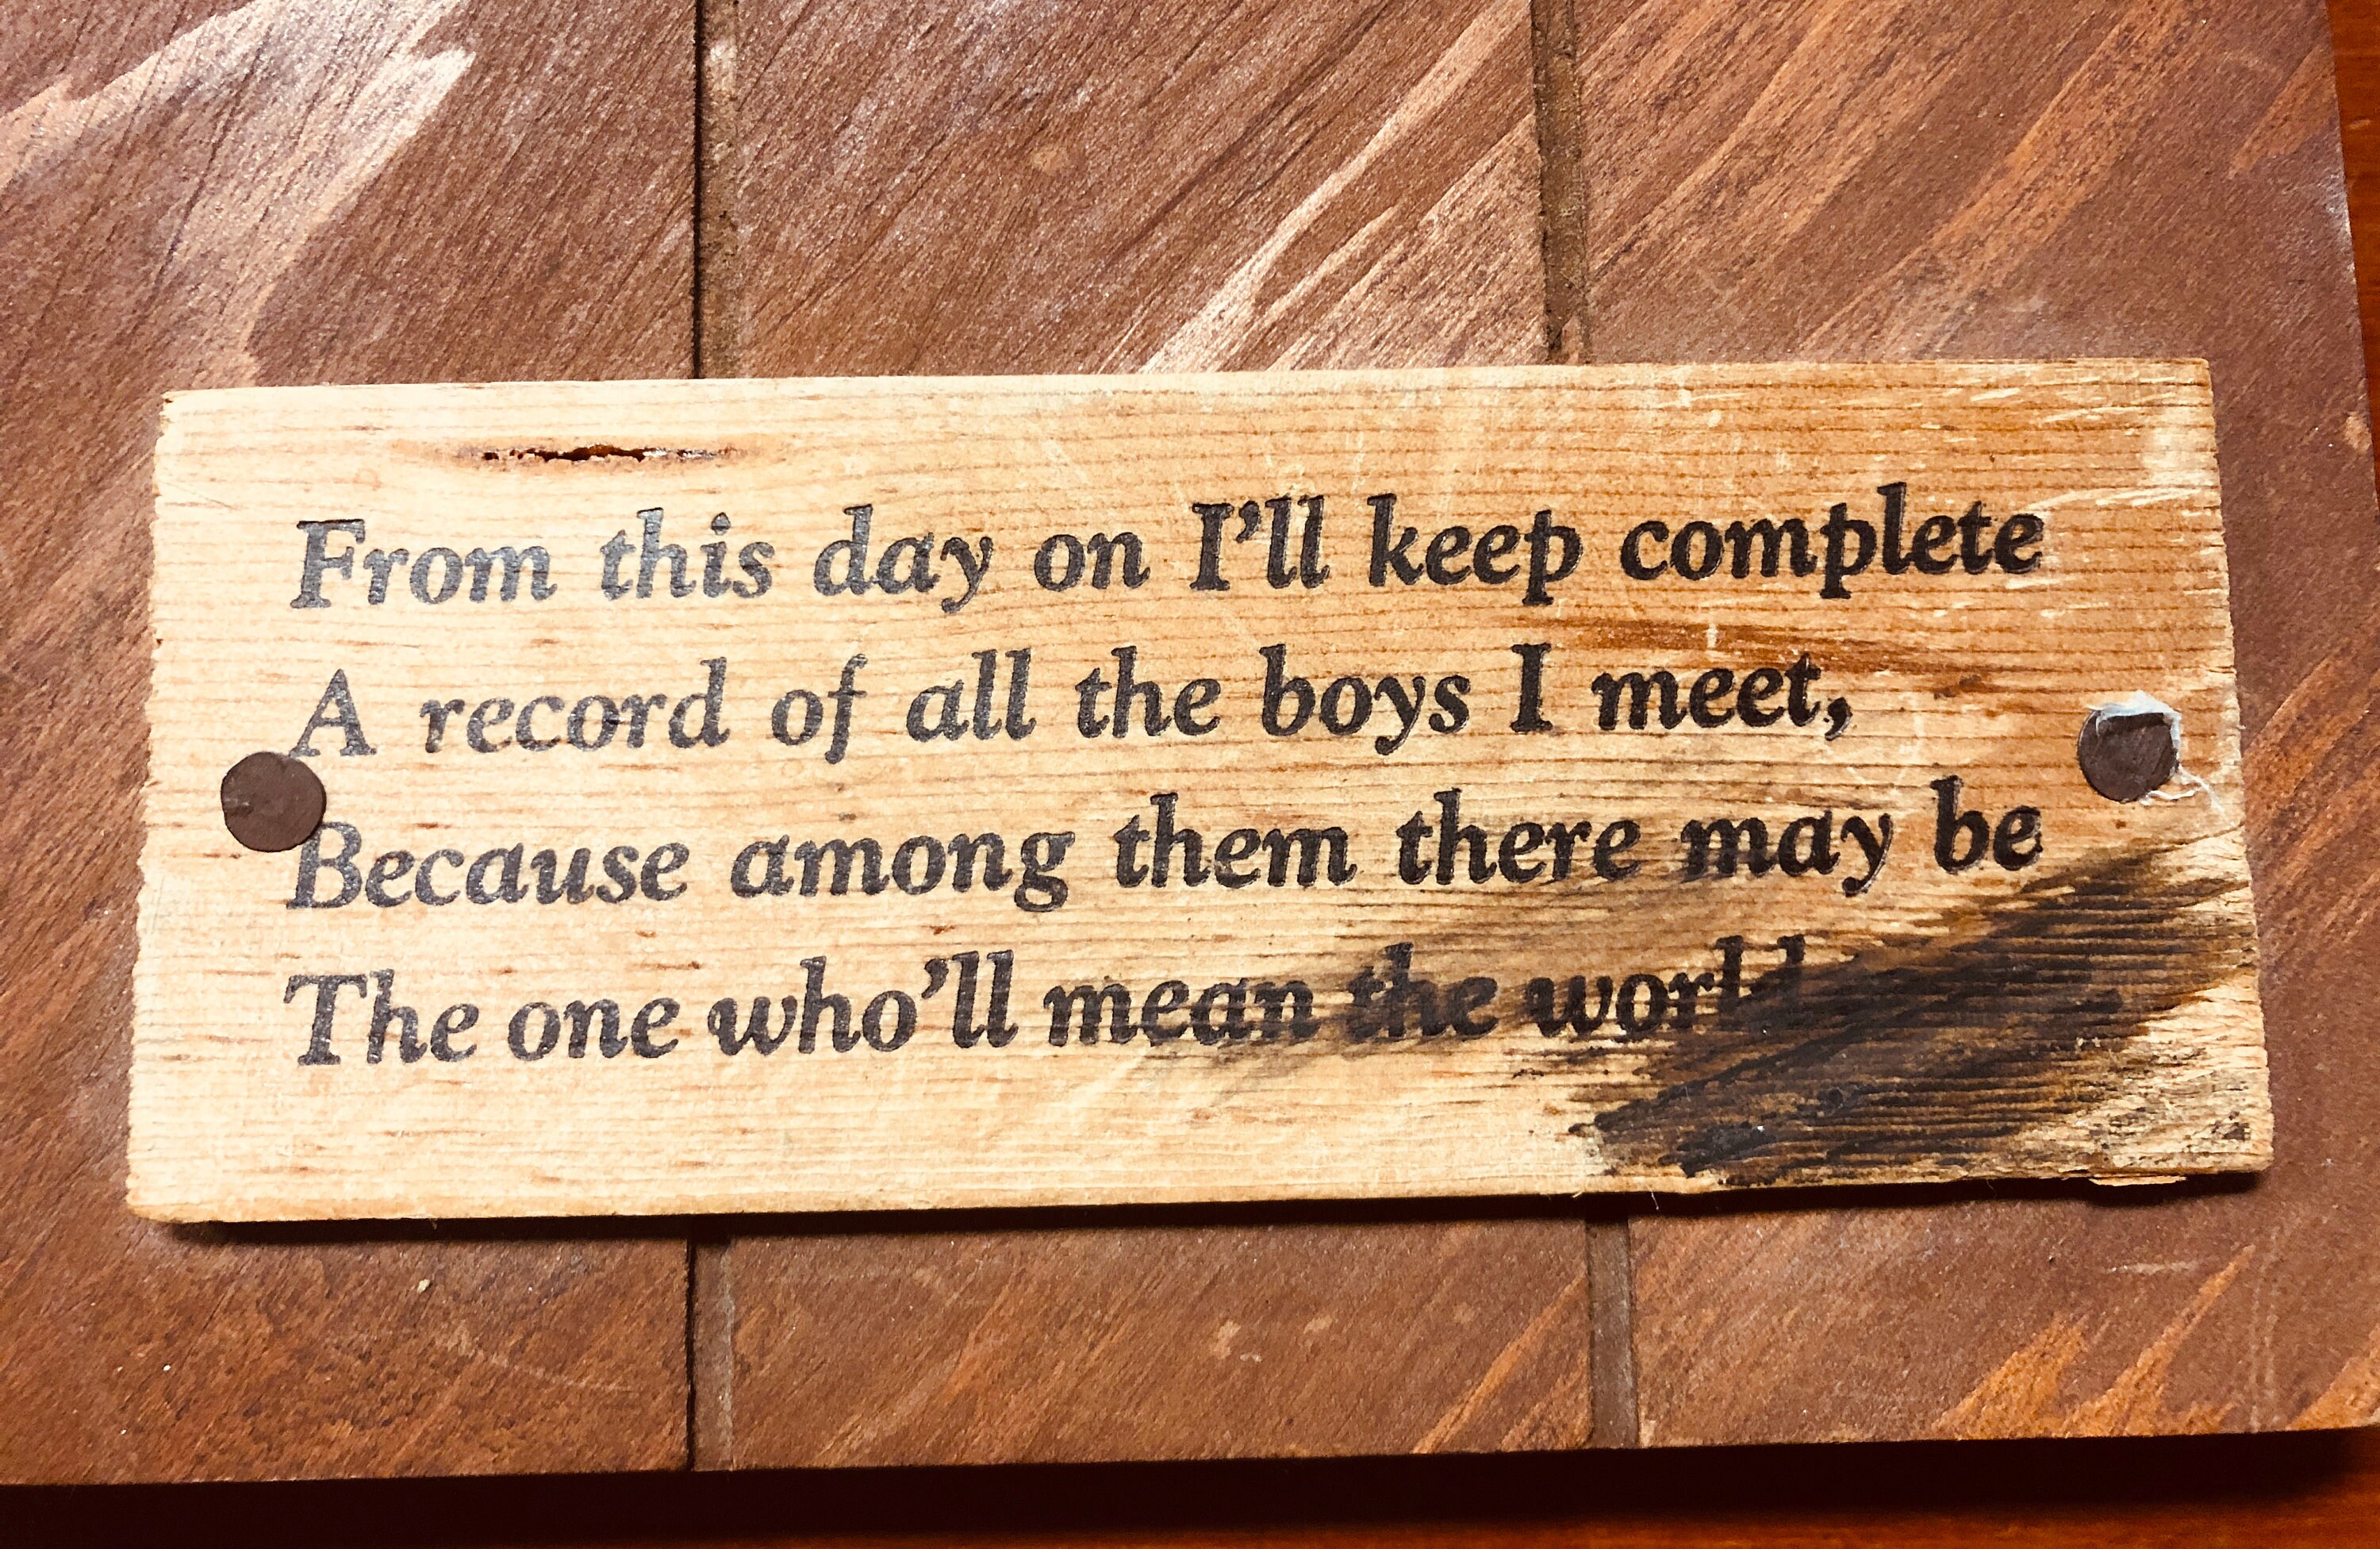 From this day on I'll keep complete
A record of all the boys I meet,
Because among them there may be
The one who'll mean the world